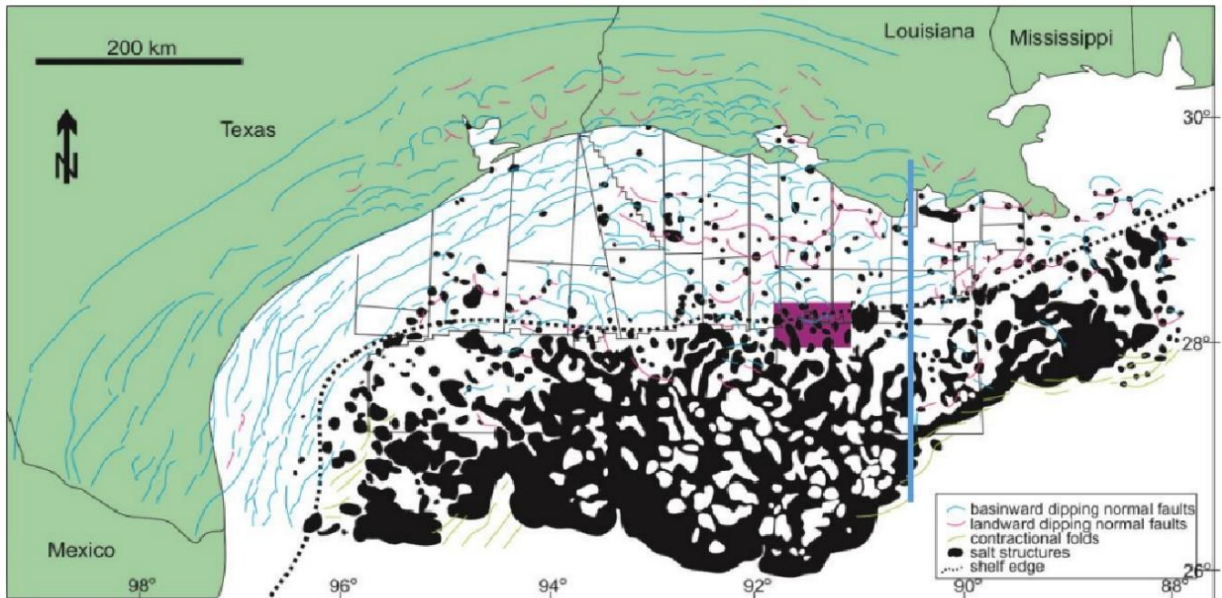 200 km
Louisiana
Mississippi
N
Texas
30°
28°
basinward dipping normal faults
landward dipping normal faults
contractional folds
salt structures
shelf edge
Mexico
98°
96°
94°
92°
90°
88°
26°